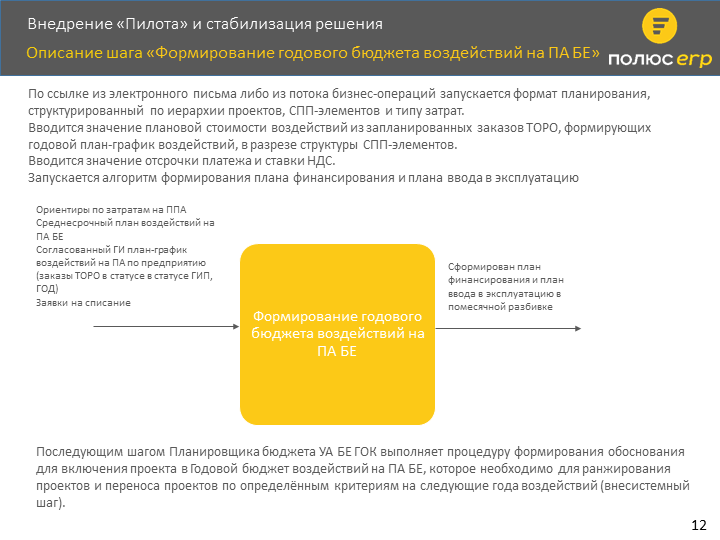 Внедрение «Пилота» и стабилизация решения
Описание шага «Формирование годового бюджета воздействий на ПА БЕ»
ПОЛЮС erp
По ссылке из электронного письма либо из потока бизнес-операций запускается формат планирования,
структурированный по иерархии проектов, СПП-элементов и типу затрат.
Вводится значение плановой стоимости воздействий из запланированных заказов ТОРО, формирующих
годовой план-график воздействий, в разрезе структуры СПП-элементов.
Вводится значение отсрочки платежа и ставки НДС.
Запускается алгоритм формирования плана финансирования и плана ввода в эксплуатацию
Ориентиры по затратам на ППА
Среднесрочный план воздействий на
ПА БЕ
Согласованный ГИ план-график
воздействий на ПА по предприятию
(заказы ТОРО в статусе в статусе ГИП,
ГОД)
Заявки на списание
Формирование годового
бюджета воздействий на
ПА БЕ
Сформирован план
финансирования и план
ввода в эксплуатацию в
помесячной разбивке
Последующим шагом Планировщика бюджета УА БЕ ГОК выполняет процедуру формирования обоснования
для включения проекта в Годовой бюджет воздействий на ПА БЕ, которое необходимо для ранжирования
проектов и переноса проектов по определённым критериям на следующие года воздействий (внесистемный
шаг).
12